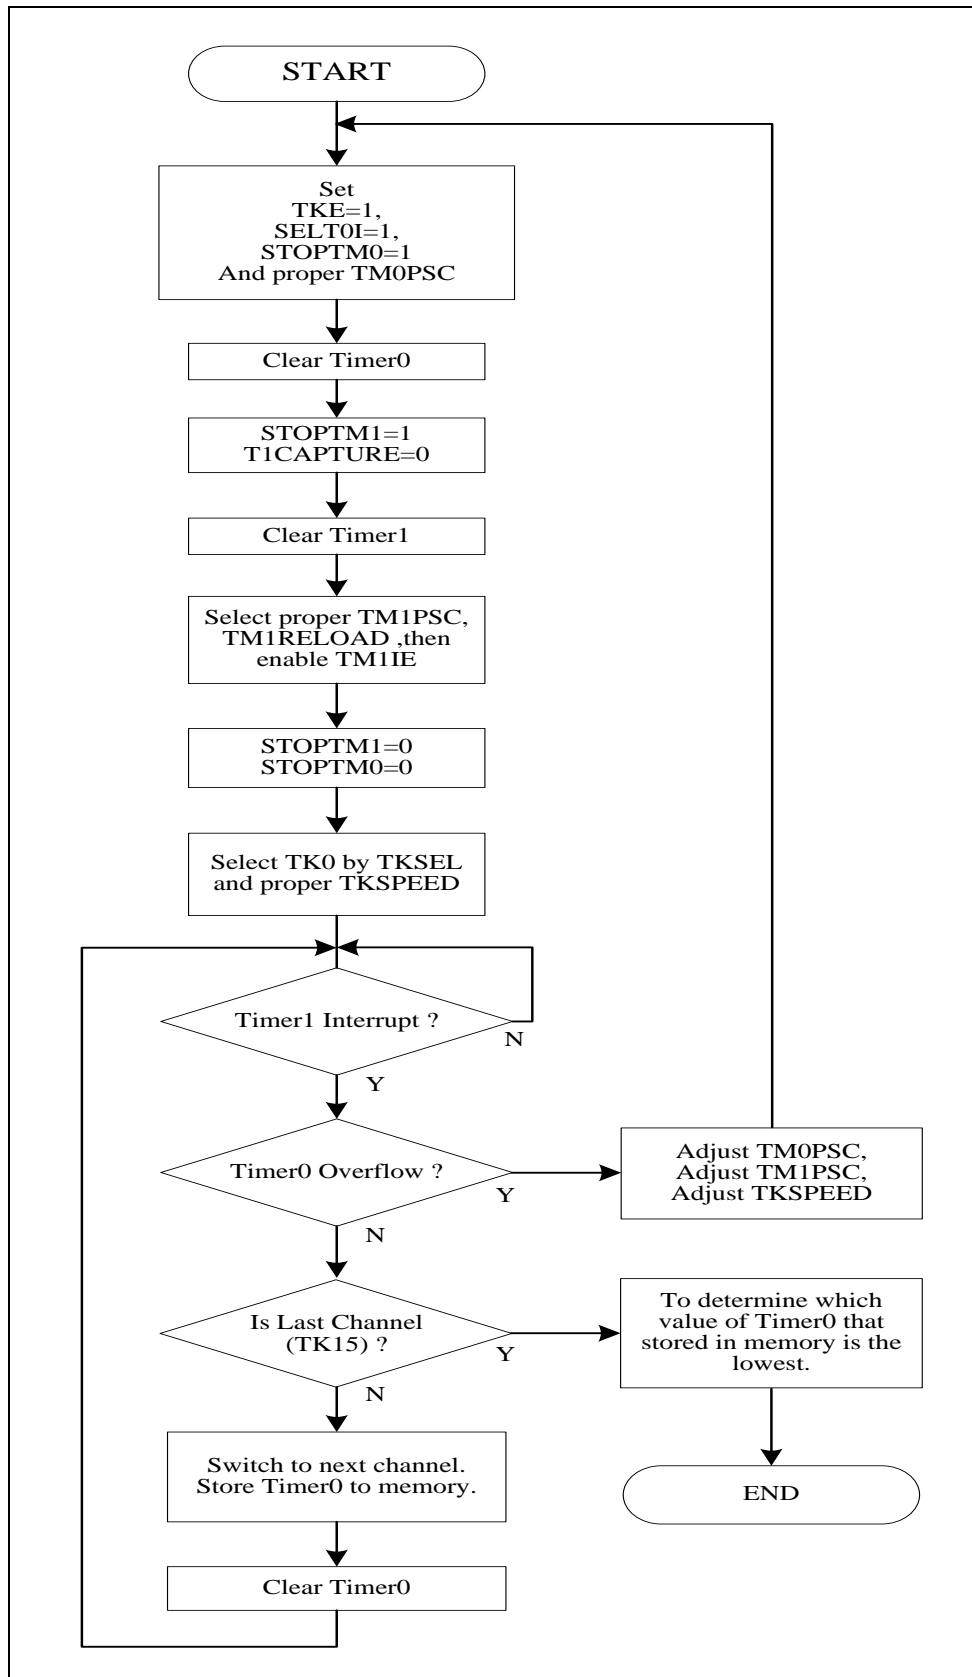 START
Set
TKE=1,
SELT0I=1,
STOPTM0=1
And proper TM0PSC
Clear Timer0
STOPTM1=1
T1CAPTURE=0
Clear Timer1
Select proper TM1PSC,
TM1RELOAD ,then
enable TM1IE
STOPTM1=0
STOPTM0=0
Select TK0 by TKSEL
and proper TKSPEED
Timer1 Interrupt ?
N
Y
Timer0 Overflow ?
Y
N
Adjust TM0PSC,
Adjust TM1PSC,
Adjust TKSPEED
Is Last Channel
(TK15) ?
Y
N
To determine which
value of Timer0 that
stored in memory is the
lowest.
Switch to next channel.
Store Timer0 to memory.
END
Clear Timer0